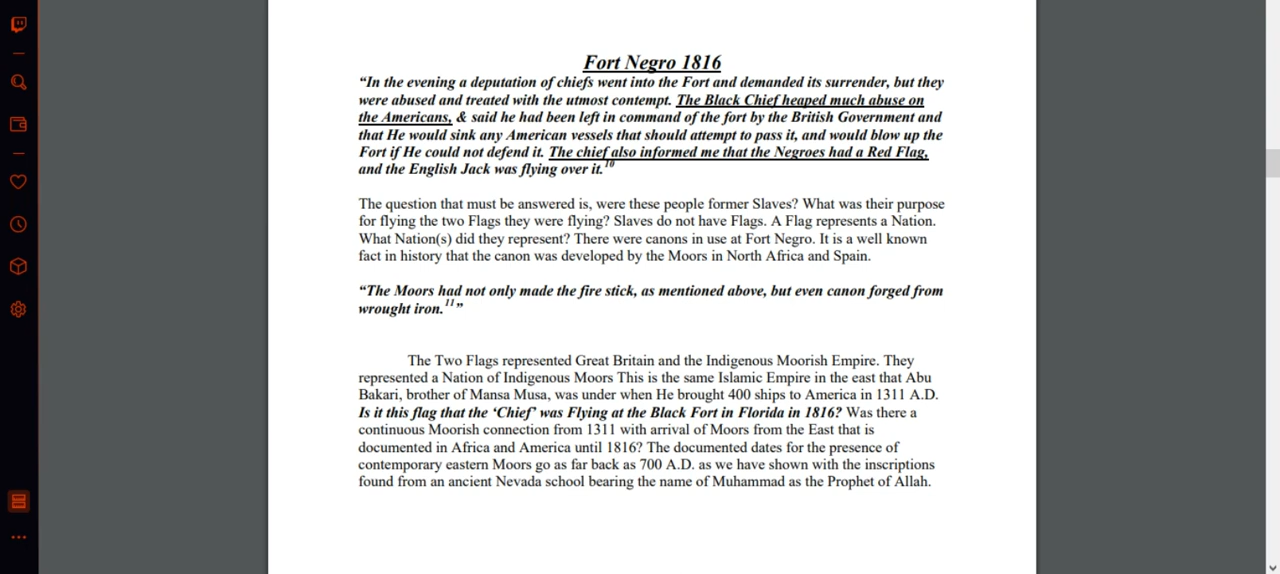 Fort Negro 1816
“In the evening a deputation of chiefs went into the Fort and demanded its surrender, but they
were abused and treated with the utmost contempt. The Black Chief heaped much abuse on
the Americans, & said he had been left in command of the fort by the British Government and
that He would sink any American vessels that should attempt to pass it, and would blow up the
Fort if He could not defend it. The chief also informed me that the Negroes had a Red Flag,
and the English Jack was flying over it.10
The question that must be answered is, were these people former Slaves? What was their purpose
for flying the two Flags they were flying? Slaves do not have Flags. A Flag represents a Nation.
What Nation(s) did they represent? There were canons in use at Fort Negro. It is a well known
fact in history that the canon was developed by the Moors in North Africa and Spain.
“The Moors had not only made the fire stick, as mentioned above, but even canon forged from
wrought iron.11”
The Two Flags represented Great Britain and the Indigenous Moorish Empire. They
represented a Nation of Indigenous Moors This is the same Islamic Empire in the east that Abu
Bakari, brother of Mansa Musa, was under when He brought 400 ships to America in 1311 A.D.
Is it this flag that the ‘Chief’ was Flying at the Black Fort in Florida in 1816? Was there a
continuous Moorish connection from 1311 with arrival of Moors from the East that is
documented in Africa and America until 1816? The documented dates for the presence of
contemporary eastern Moors go as far back as 700 A.D. as we have shown with the inscriptions
found from an ancient Nevada school bearing the name of Muhammad as the Prophet of Allah.